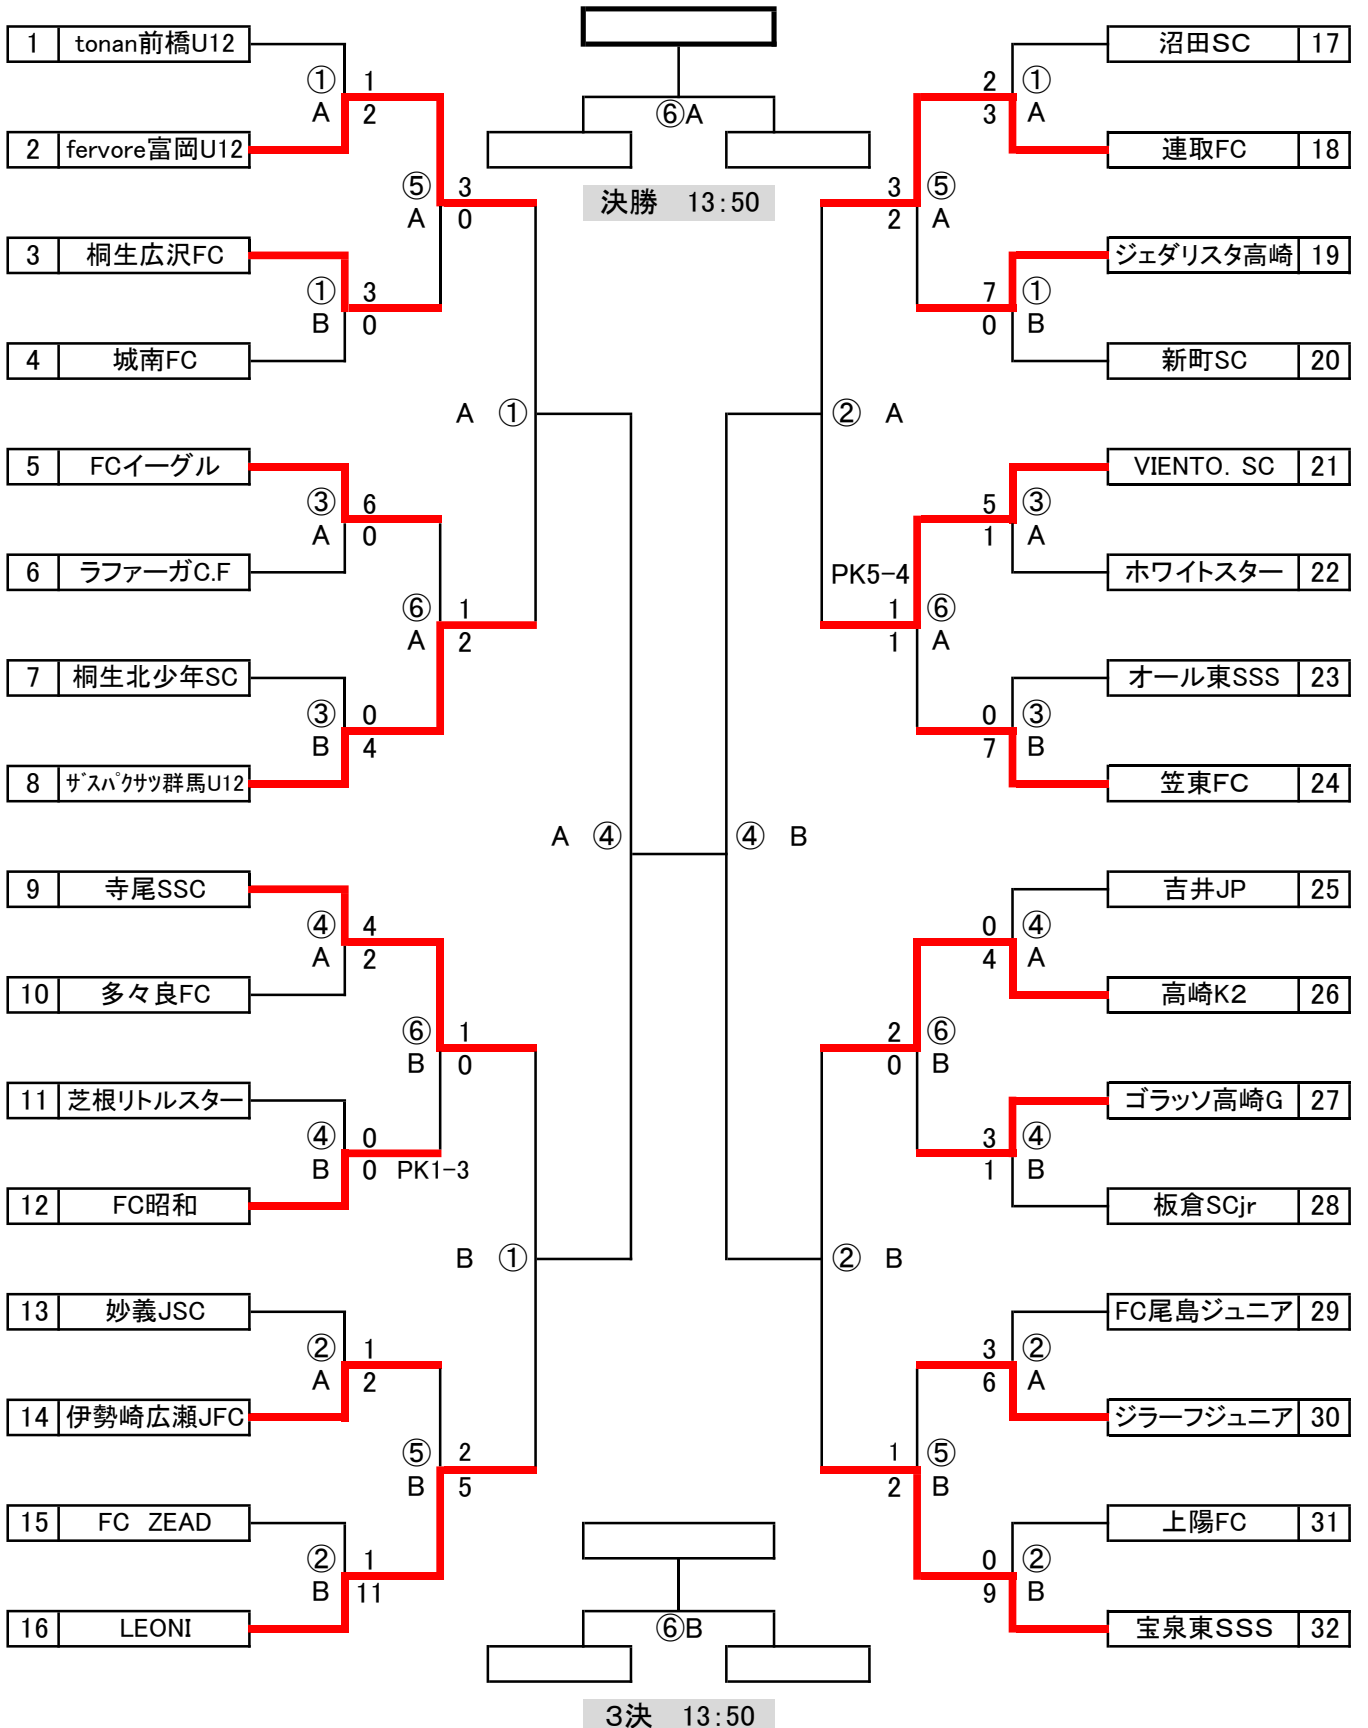 1 tonan前橋U12
① 1
A 2
2 fervore富岡U12
⑤ 3
A 0
3 桐生広沢FC
① 3
B 0
4 城南FC
A ①
5 FCイーグル
③ 6
A 0
6 ラファーガC.F
⑥ 1
A 2
7 桐生北少年SC
③ 0
B 4
8 ザスパクサツ群馬U12
A ④
9 寺尾SSC
④ 4
A 2
10 多々良FC
⑥ 1
B 0
11 芝根リトルスター
④ 0
B 0 PK1-3
12 FC昭和
B ①
13 妙義JSC
② 1
A 2
14 伊勢崎広瀬JFC
⑤ 2
B 5
15 FC ZEAD
② 1
B 11
16 LEONI
⑥A
決勝 13:50
④ B
⑥B
3決 13:50
沼田SC 17
2 ①
3 A
連取FC 18
3 ⑤
2 A
ジェダリスタ高崎 19
7 ①
0 B
新町SC 20
② A
VIENTO. SC 21
5 ③
1 A
ホワイトスター 22
PK5-4
1 ⑥
1 A
オール東SSS 23
0 ③
7 B
笠東FC 24
吉井JP 25
0 ④
4 A
高崎K2 26
2 ⑥
0 B
ゴラッソ高崎G 27
3 ④
1 B
板倉SCjr 28
② B
FC尾島ジュニア 29
3 ②
6 A
ジラーフジュニア 30
1 ⑤
2 B
上陽FC 31
0 ②
9 B
宝泉東SSS 32